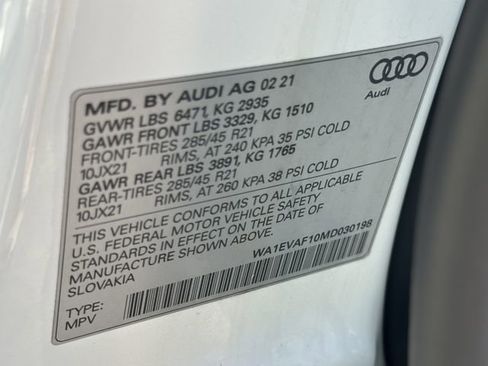 MFD. BY AUDI AG 02 21
GVWR LBS 6471, KG 2935
GAWR FRONT LBS 3329, KG 1510
FRONT-TIRES 285/45 R21
10JX21 RIMS, AT 240 KPA 35 PSI COLD
GAWR REAR LBS 3891, KG 1765
REAR-TIRES 285/45 R21
10JX21 RIMS, AT 260 KPA 38 PSI COLD
THIS VEHICLE CONFORMS TO ALL APPLICABLE
U.S. FEDERAL MOTOR VEHICLE SAFETY
STANDARDS IN EFFECT ON THE DATE OF
MANUFACTURE SHOWN ABOVE.
SLOVAKIA
WA1EVAF10MD030198
TYPE:
MPV
Audi